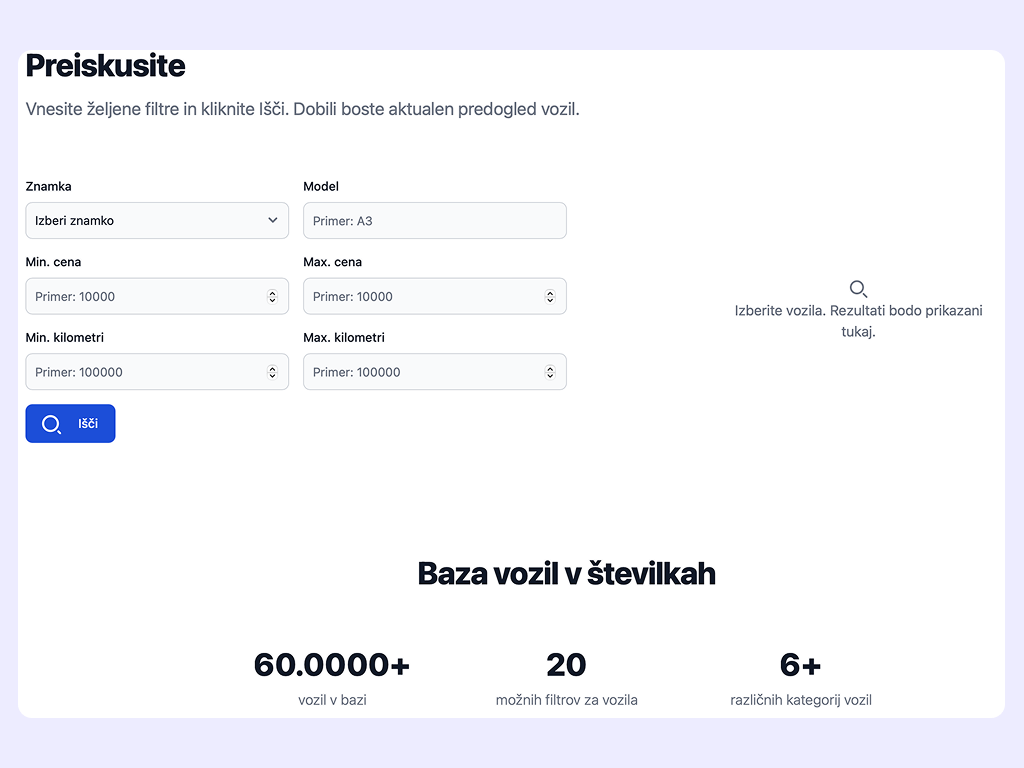 Preiskusite
Vnesite željene filtre in kliknite Išči. Dobili boste aktualen predogled vozil.
Znamka
Model
Izberi znamko
Primer: A3
Min. cena
Max. cena
Primer: 10000
Primer: 10000
Min. kilometri
Max. kilometri
Primer: 100000
Primer: 100000
Išči
Izberite vozila. Rezultati bodo prikazani
tukaj.
Baza vozil v številkah
60.0000+
vozil v bazi
20
možnih filtrov za vozila
6+
različnih kategorij vozil